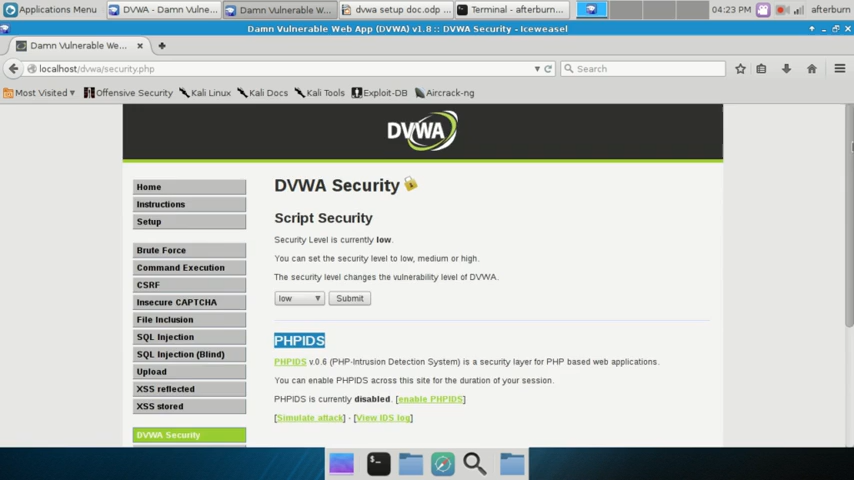 Applications Menu
DVWA - Damn Vulne...
Damn Vulnerable W...
dvwa setup doc.odp ...
Terminal - afterburn...
04:23 PM
afterburn
Damn Vulnerable Web App (DVWA) v1.8 :: DVWA Security - Iceweasel
Damn Vulnerable We...
localhost/dvwa/security.php
Search
Most Visited
Offensive Security
Kali Linux
Kali Docs
Kali Tools
Exploit-DB
Aircrack-ng
DVWA
Home
Instructions
Setup
Brute Force
Command Execution
CSRF
Insecure CAPTCHA
File Inclusion
SQL Injection
SQL Injection (Blind)
Upload
XSS reflected
XSS stored
DVWA Security
DVWA Security
Script Security
Security Level is currently low.
You can set the security level to low, medium or high.
The security level changes the vulnerability level of DVWA.
low
Submit
PHPIDS
PHPIDS v.0.6 (PHP-Intrusion Detection System) is a security layer for PHP based web applications.
You can enable PHPIDS across this site for the duration of your session.
PHPIDS is currently disabled. [enable PHPIDS]
[Simulate attack] - [View IDS log]